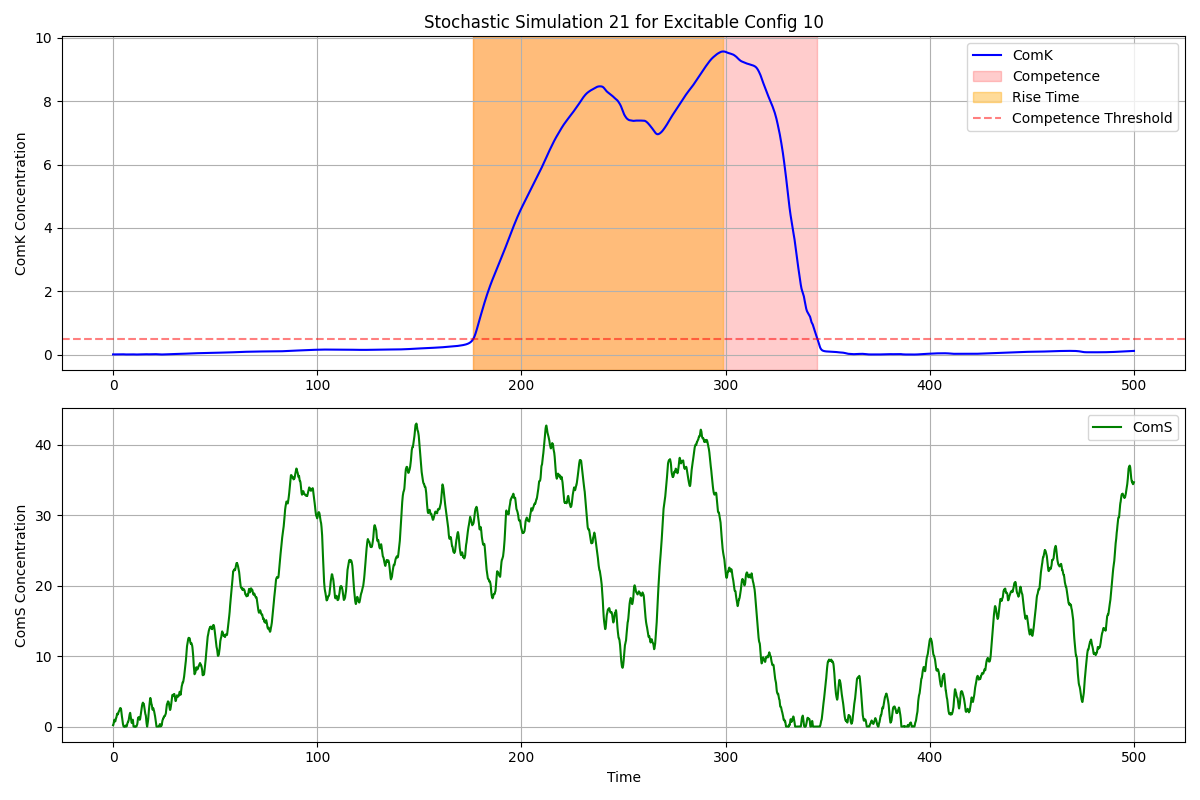 Stochastic Simulation 21 for Excitable Config 10
ComK Concentration
10
8
6
4
2
0
ComK
Competence
Rise Time
Competence Threshold
0 100 200 300 400 500
ComS Concentration
40
30
20
10
0
ComS
0 100 200 300 400 500
Time